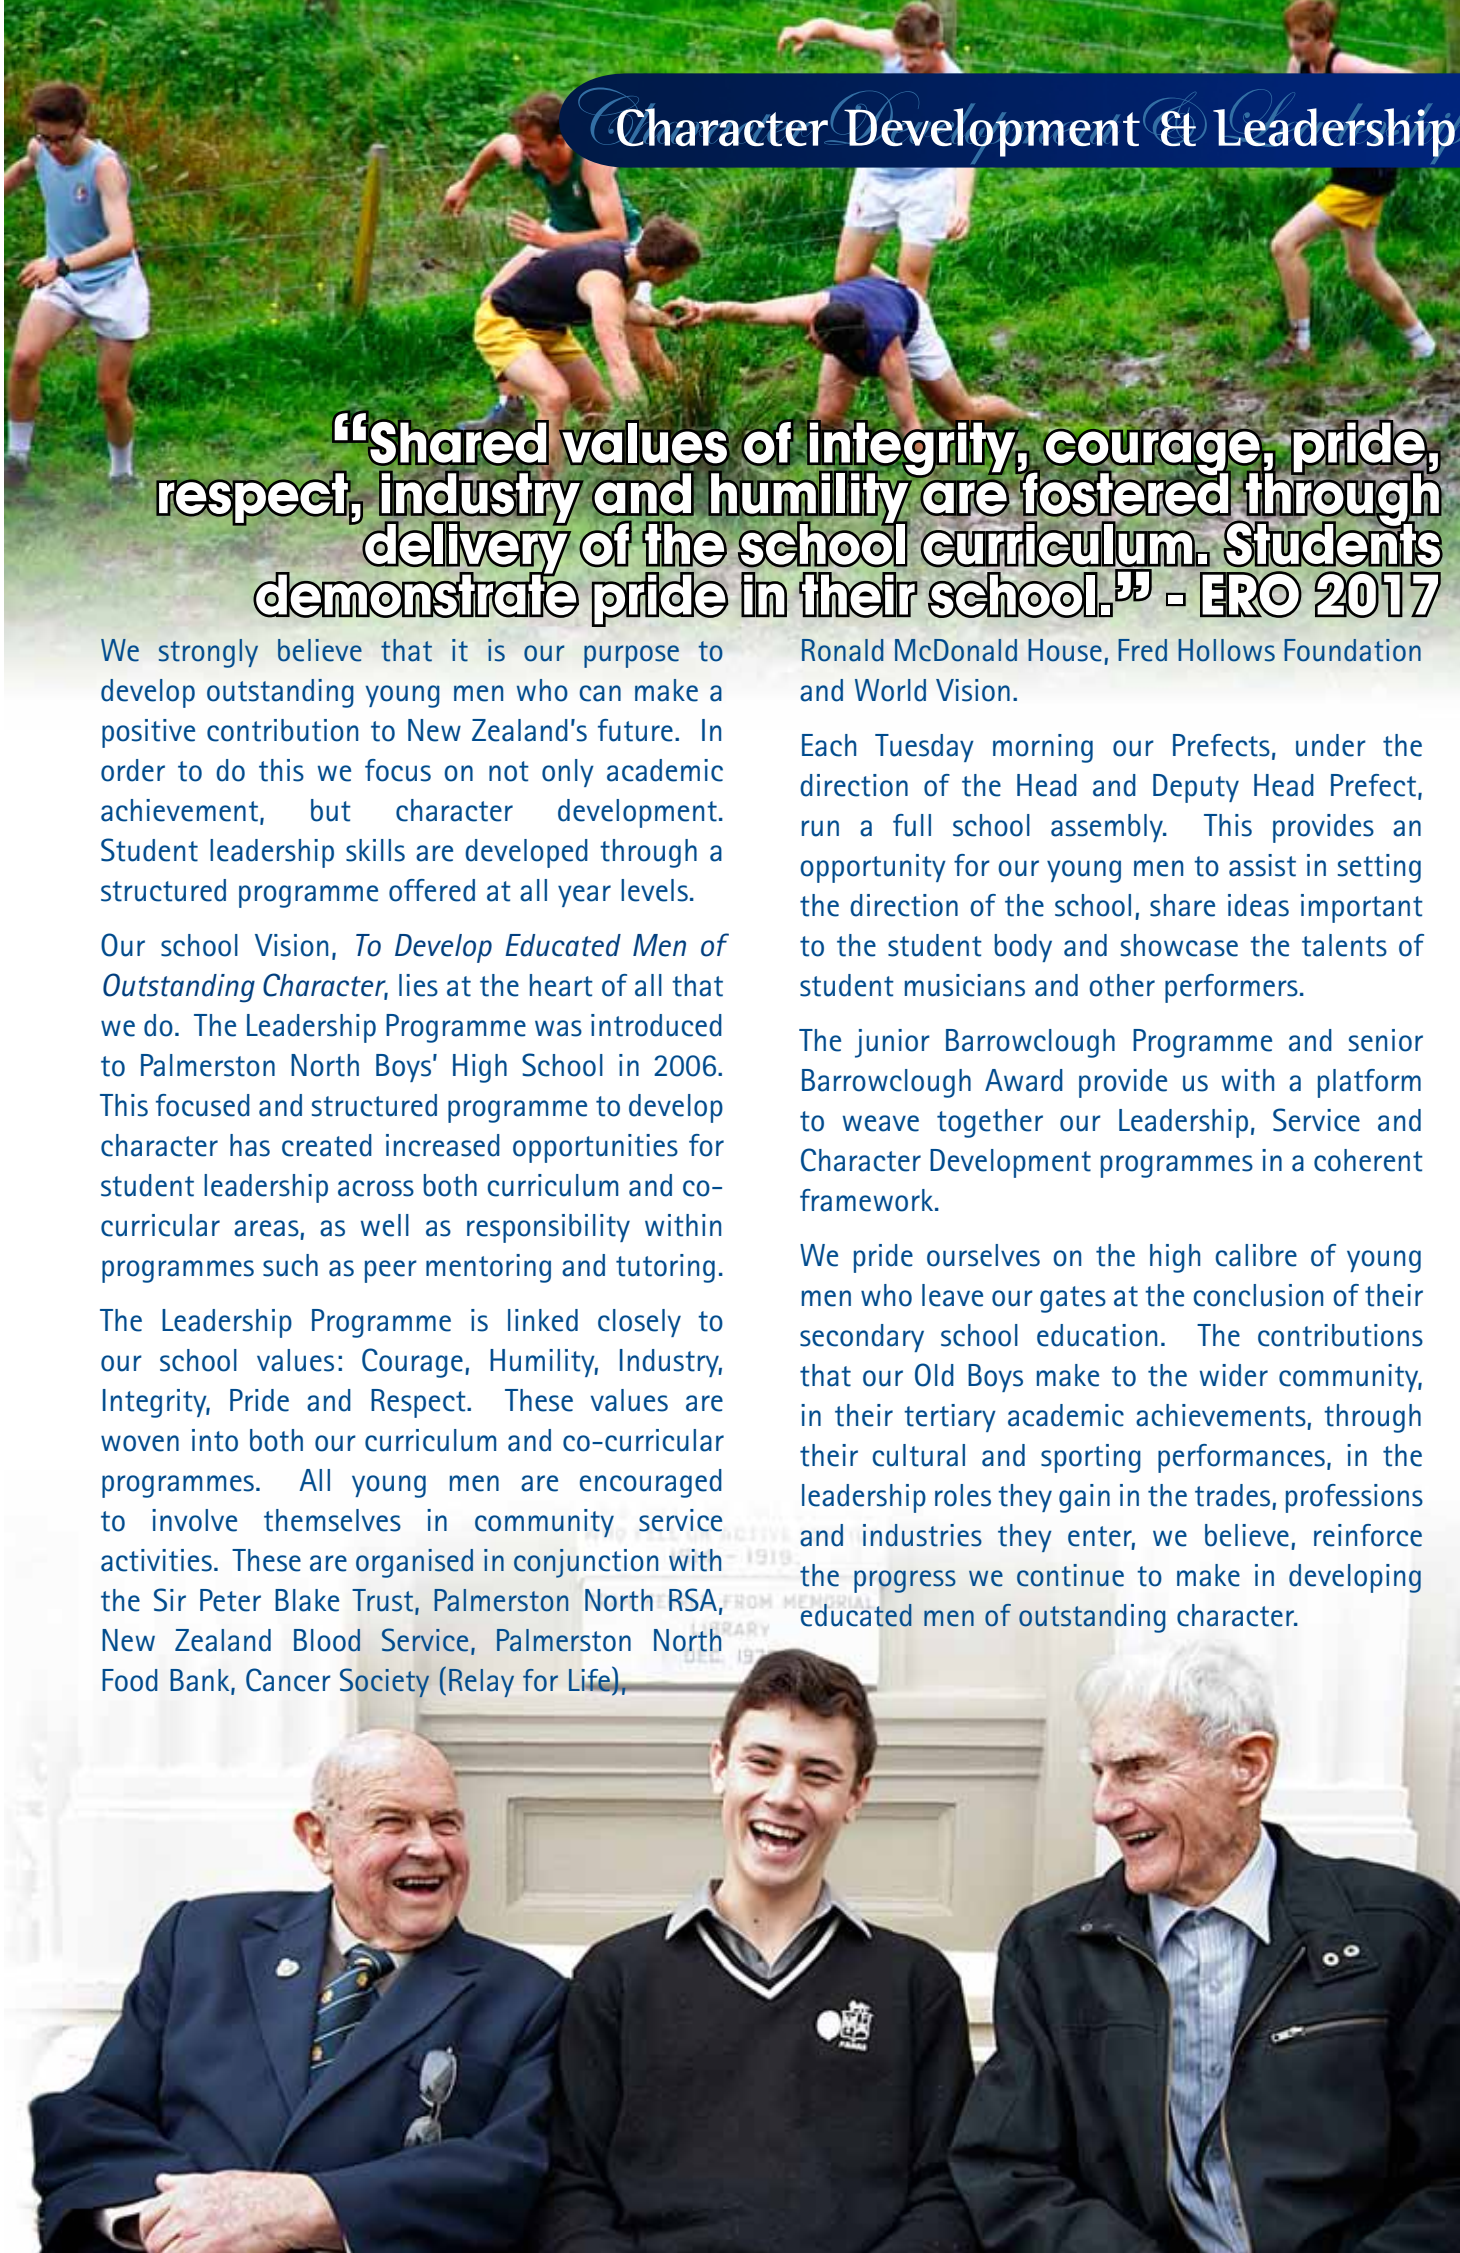 Character Development & Leadership
“Shared values of integrity, courage, pride,
respect, industry and humility are fostered through
delivery of the school curriculum. Students
demonstrate pride in their school.” - ERO 2017
We strongly believe that it is our purpose to
develop outstanding young men who can make a
positive contribution to New Zealand’s future. In
order to do this we focus on not only academic
achievement, but character development.
Student leadership skills are developed through a
structured programme offered at all year levels.
Our school Vision, To Develop Educated Men of
Outstanding Character, lies at the heart of all that
we do. The Leadership Programme was introduced
to Palmerston North Boys’ High School in 2006.
This focused and structured programme to develop
character has created increased opportunities for
student leadership across both curriculum and co-
curricular areas, as well as responsibility within
programmes such as peer mentoring and tutoring.
The Leadership Programme is linked closely to
our school values: Courage, Humility, Industry,
Integrity, Pride and Respect. These values are
woven into both our curriculum and co-curricular
programmes. All young men are encouraged
to involve themselves in community service
activities. These are organised in conjunction with
the Sir Peter Blake Trust, Palmerston North RSA,
New Zealand Blood Service, Palmerston North
Food Bank, Cancer Society (Relay for Life),
Ronald McDonald House, Fred Hollows Foundation
and World Vision.
Each Tuesday morning our Prefects, under the
direction of the Head and Deputy Head Prefect,
run a full school assembly. This provides an
opportunity for our young men to assist in setting
the direction of the school, share ideas important
to the student body and showcase the talents of
student musicians and other performers.
The junior Barrowclough Programme and senior
Barrowclough Award provide us with a platform
to weave together our Leadership, Service and
Character Development programmes in a coherent
framework.
We pride ourselves on the high calibre of young
men who leave our gates at the conclusion of their
secondary school education. The contributions
that our Old Boys make to the wider community,
in their tertiary academic achievements, through
their cultural and sporting performances, in the
leadership roles they gain in the trades, professions
and industries they enter, we believe, reinforce
the progress we continue to make in developing
educated men of outstanding character.
- 1919
FROM MEMORIAL
LIBRARY
DEC.